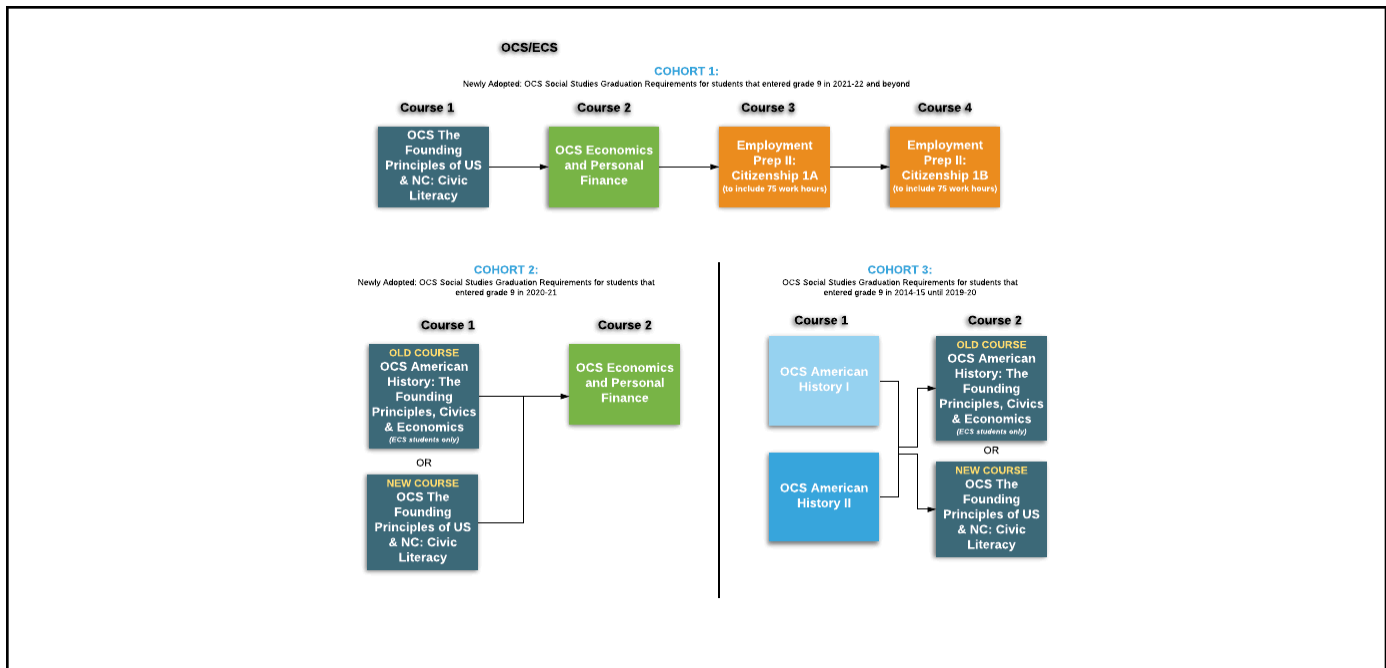 OCS/ECS
COHORT 1:
Newly Adopted: OCS Social Studies Graduation Requirements for students that entered grade 9 in 2021-22 and beyond
Course 1
Course 2
Course 3
Course 4
OCS The
Founding
Principles of US
& NC: Civic
Literacy
OCS Economics
and Personal
Finance
Employment
Prep II:
Citizenship 1A
(to include 75 work hours)
Employment
Prep II:
Citizenship 1B
(to include 75 work hours)
COHORT 2:
Newly Adopted: OCS Social Studies Graduation Requirements for students that
entered grade 9 in 2020-21
Course 1
Course 2
OLD COURSE
OCS American
History: The
Founding
Principles, Civics
& Economics
(ECS students only)
OR
NEW COURSE
OCS The
Founding
Principles of US
& NC: Civic
Literacy
OCS Economics
and Personal
Finance
COHORT 3:
OCS Social Studies Graduation Requirements for students that
entered grade 9 in 2014-15 until 2019-20
Course 1
Course 2
OCS American
History I
OCS American
History II
OLD COURSE
OCS American
History: The
Founding
Principles, Civics
& Economics
(ECS students only)
OR
NEW COURSE
OCS The
Founding
Principles of US
& NC: Civic
Literacy